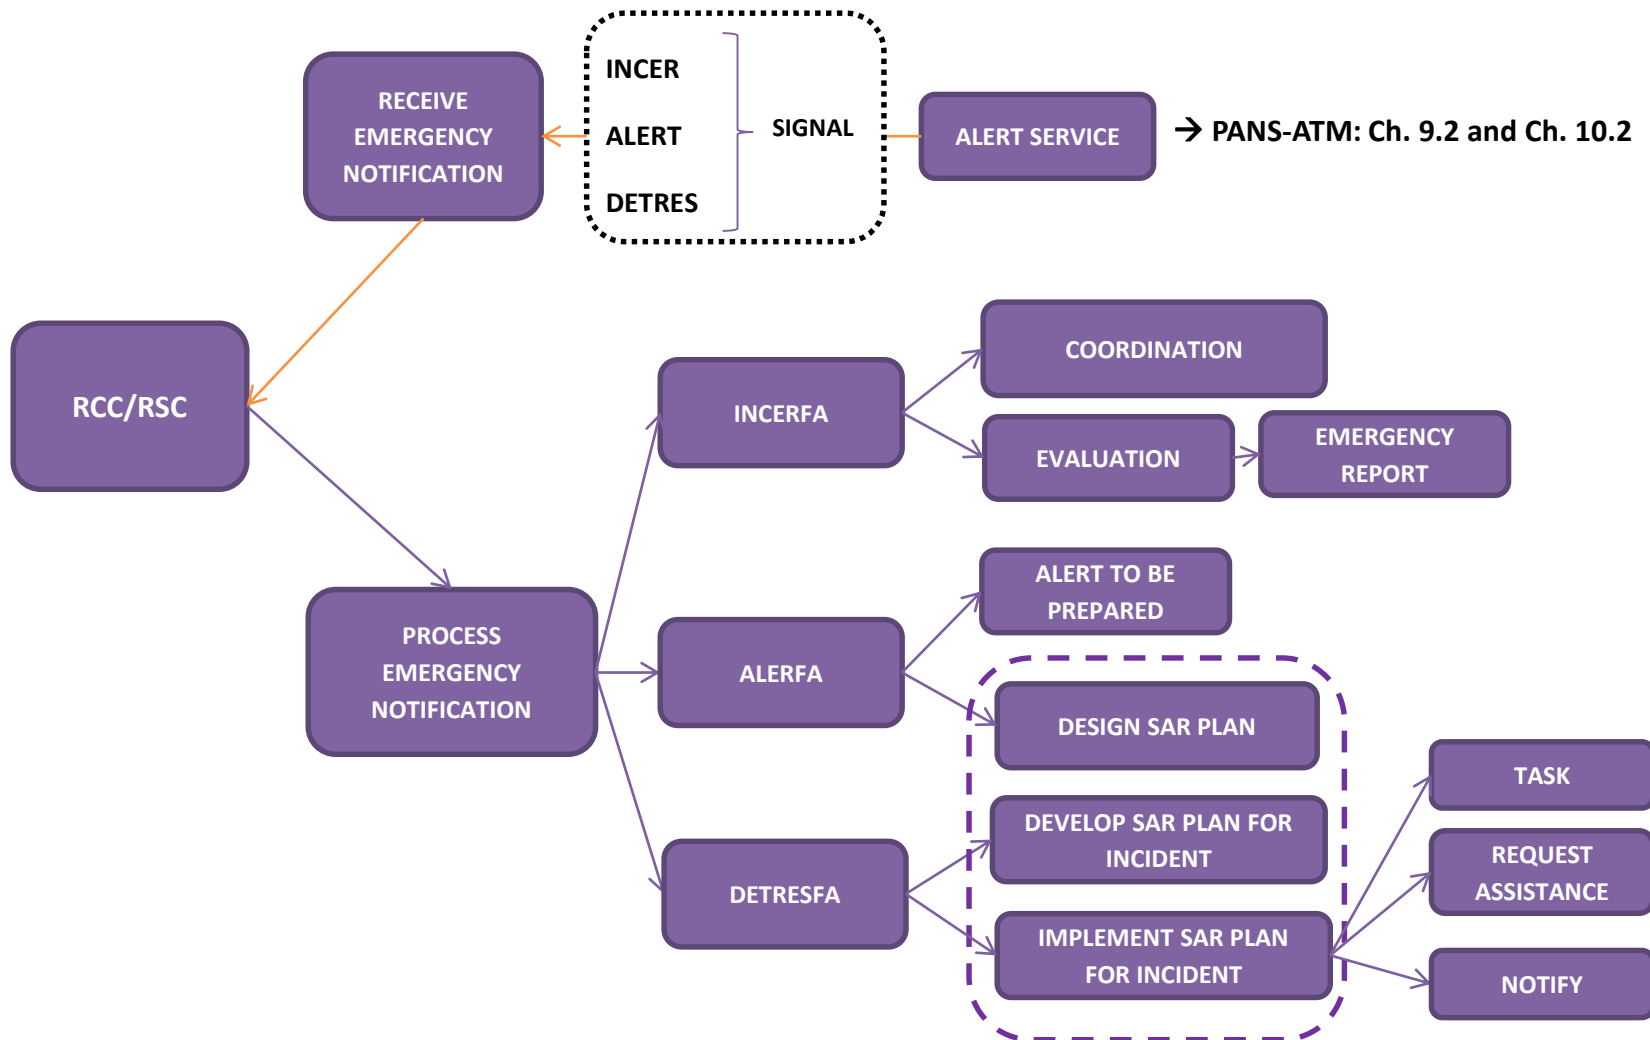 RECEIVE
EMERGENCY
NOTIFICATION
INCER
ALERT
DETRES
SIGNAL
ALERT SERVICE
→ PANS-ATM: Ch. 9.2 and Ch. 10.2
RCC/RSC
INCERFA
COORDINATION
EVALUATION
EMERGENCY
REPORT
PROCESS
EMERGENCY
NOTIFICATION
ALERFA
ALERT TO BE
PREPARED
DESIGN SAR PLAN
DETRESFA
DEVELOP SAR PLAN FOR
INCIDENT
IMPLEMENT SAR PLAN
FOR INCIDENT
TASK
REQUEST
ASSISTANCE
NOTIFY